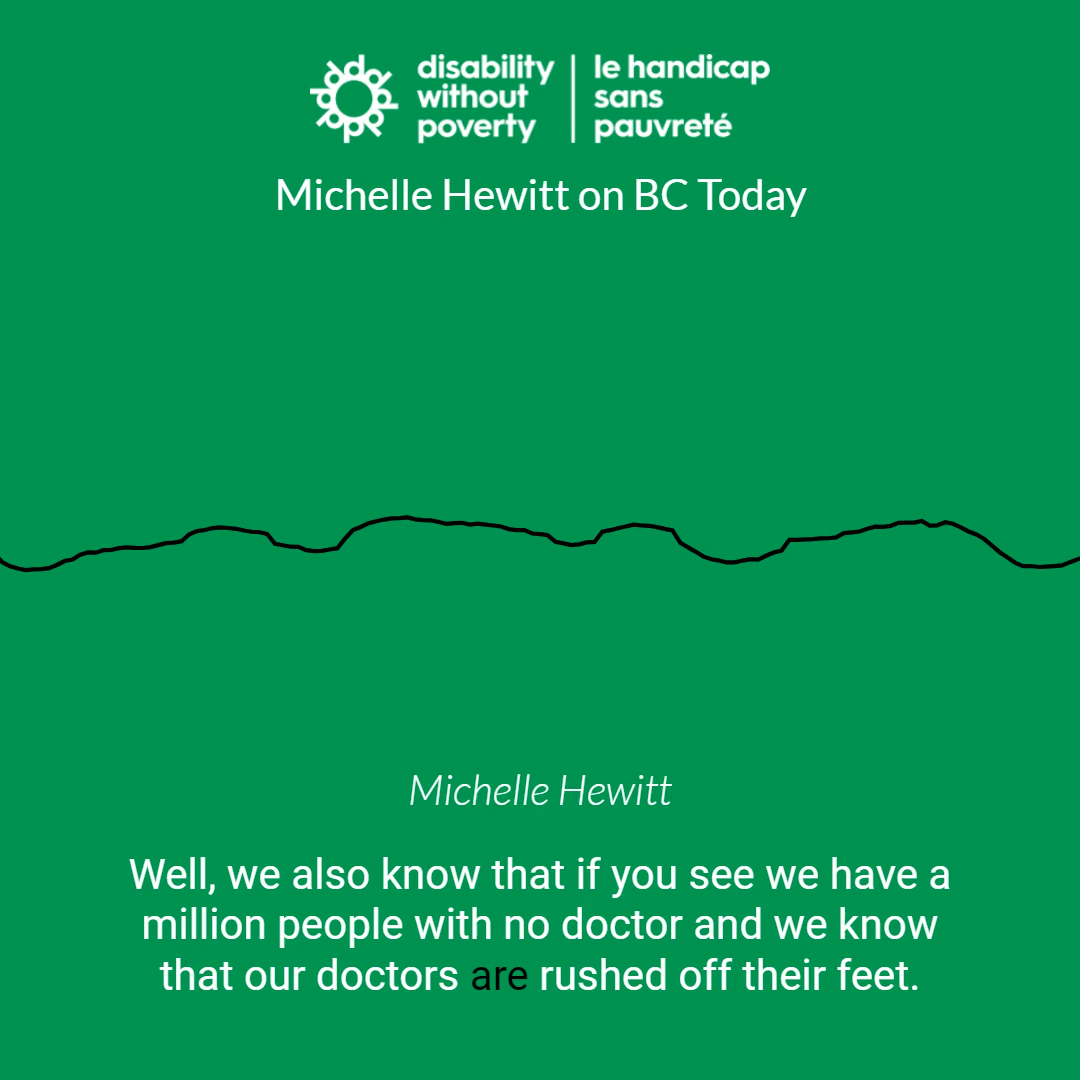 disability
without
poverty
le handicap
sans
pauvreté
Michelle Hewitt on BC Today
Michelle Hewitt
Well, we also know that if you see we have a
million people with no doctor and we know
that our doctors are rushed off their feet.